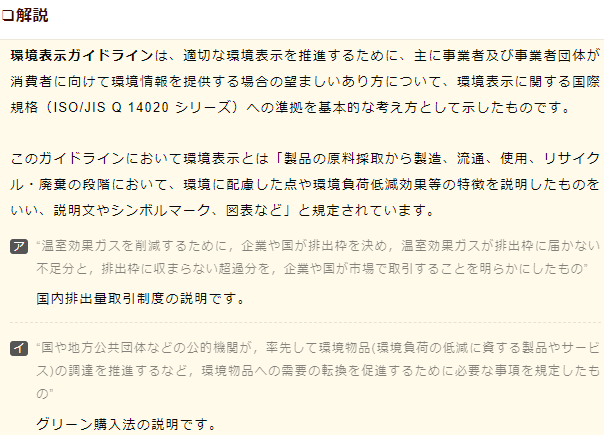 ❏解説
環境表示ガイドラインは、適切な環境表示を推進するために、主に事業者及び事業者団体が
消費者に向けて環境情報を提供する場合の望ましいあり方について、環境表示に関する国際
規格（ISO/JIS Q 14020 シリーズ）への準拠を基本的な考え方として示したものです。
このガイドラインにおいて環境表示とは「製品の原料採取から製造、流通、使用、リサイク
ル・廃棄の段階において、環境に配慮した点や環境負荷低減効果等の特徴を説明したものを
いい、説明文やシンボルマーク、図表など」と規定されています。
ア “温室効果ガスを削減するために，企業や国が排出枠を決め，温室効果ガスが排出枠に届かない
不足分と，排出枠に収まらない超過分を，企業や国が市場で取引することを明らかにしたもの”
国内排出量取引制度の説明です。
イ “国や地方公共団体などの公的機関が，率先して環境物品(環境負荷の低減に資する製品やサービ
ス)の調達を推進するなど，環境物品への需要の転換を促進するために必要な事項を規定したも
の”
グリーン購入法の説明です。